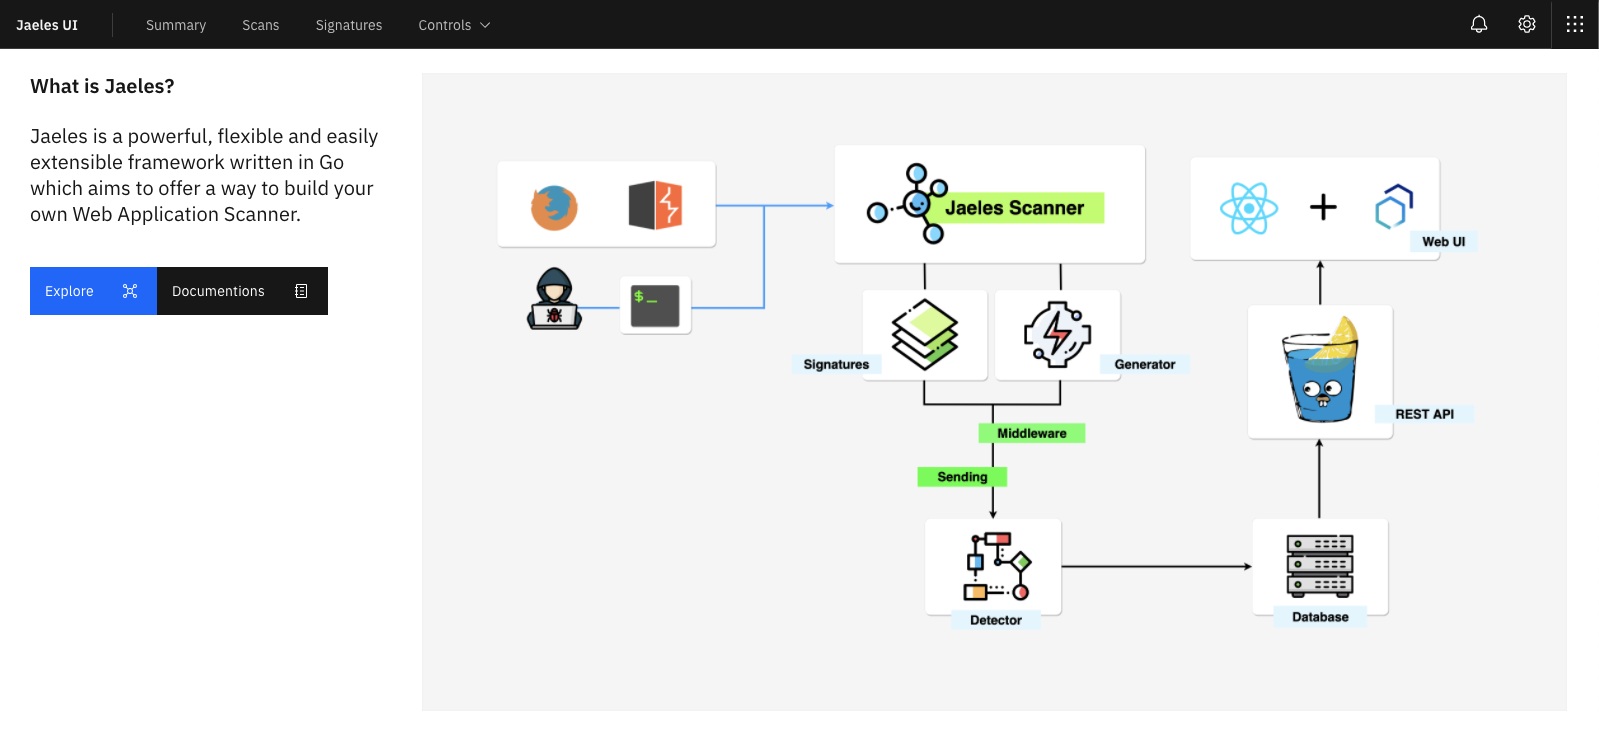 Jaeles UI
Summary
Scans
Signatures
Controls
What is Jaeles?
Jaeles is a powerful, flexible and easily
extensible framework written in Go
which aims to offer a way to build your
own Web Application Scanner.
Explore
Documentions
Jaeles Scanner
Web UI
$_
Signatures
Generator
REST API
Middleware
Sending
Detector
Database